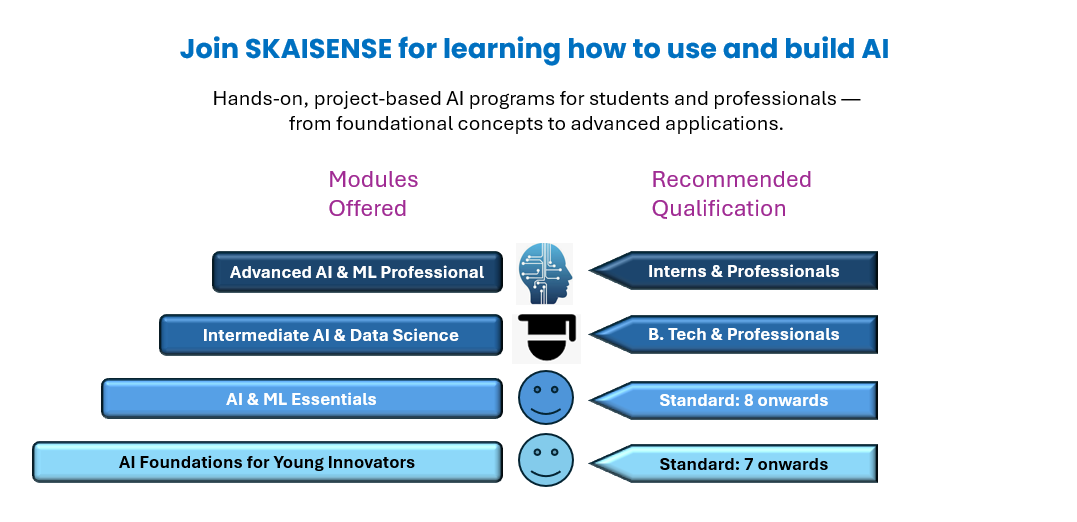 Join SKAISENSE for learning how to use and build AI
Hands-on, project-based AI programs for students and professionals —
from foundational concepts to advanced applications.
Modules
Offered
Recommended
Qualification
Advanced AI & ML Professional
Interns & Professionals
Intermediate AI & Data Science
B. Tech & Professionals
AI & ML Essentials
Standard: 8 onwards
AI Foundations for Young Innovators
Standard: 7 onwards